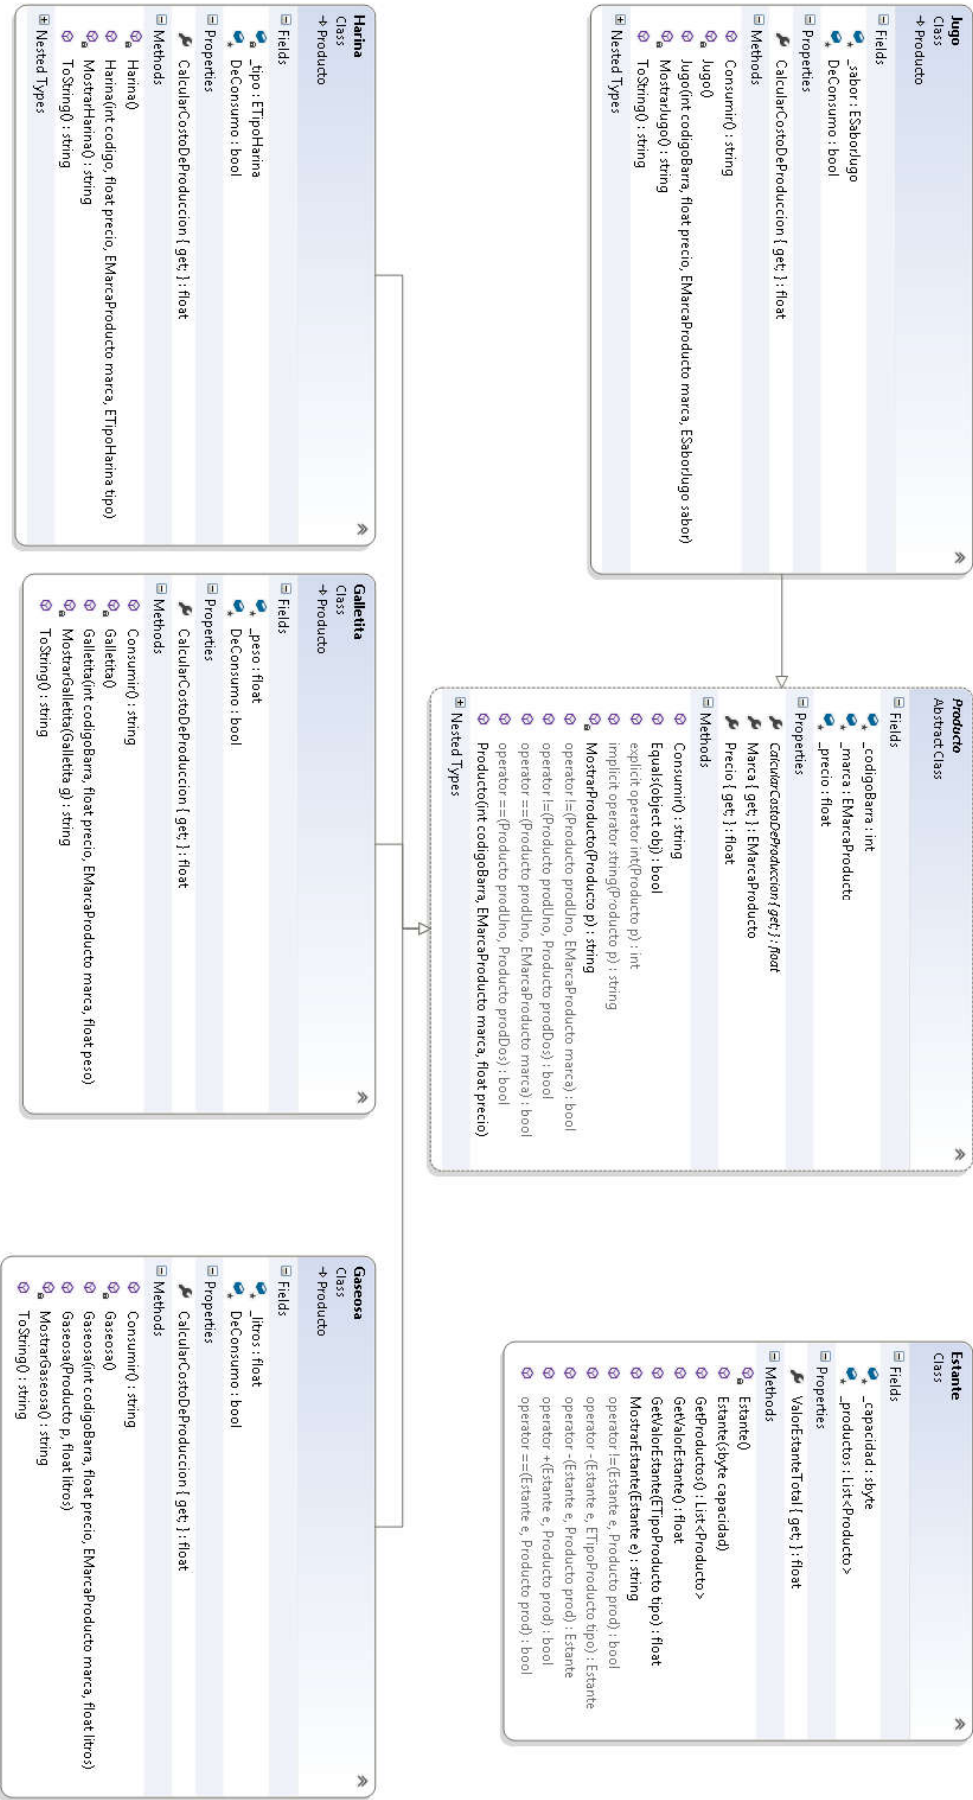 Jugo
Class
Producto
Fields
_sabor : ESaborJugo
DeConsumo : bool
Properties
CalcularCostoDeProduccion { get; } : float
Methods
Consumir() : string
Jugo()
Jugo(int codigoBarra, float precio, EMarcaProducto marca, ESaborJugo sabor)
MostrarJugo() : string
ToString() : string
Nested Types
Producto
Abstract Class
Fields
_codigoBarra : int
_marca : EMarcaProducto
_precio : float
Properties
CalcularCostoDeProduccion { get; } : float
Marca { get; } : EMarcaProducto
Precio { get; } : float
Methods
Consumir() : string
Equals(object obj) : bool
explicit operator int(Producto p) : int
implicit operator string(Producto p) : string
MostrarProducto(Producto p) : string
operator !=(Producto prodUno, EMarcaProducto marca) : bool
operator !=(Producto prodUno, Producto prodDos) : bool
operator ==(Producto prodUno, EMarcaProducto marca) : bool
operator ==(Producto prodUno, Producto prodDos) : bool
Producto(int codigoBarra, EMarcaProducto marca, float precio)
Nested Types
Estante
Class
Fields
_capacidad : sbyte
_productos : List<Producto>
Properties
ValorEstanteTotal { get; } : float
Methods
Estante()
Estante(sbyte capacidad)
GetProductos() : List<Producto>
GetValorEstante() : float
GetValorEstante(ETipoProducto tipo) : float
MostrarEstante(Estante e) : string
operator !=(Estante e, Producto prod) : bool
operator -(Estante e, ETipoProducto tipo) : Estante
operator -(Estante e, Producto prod) : Estante
operator +(Estante e, Producto prod) : bool
operator ==(Estante e, Producto prod) : bool
Harina
Class
Producto
Fields
_tipo : ETipoHarina
DeConsumo : bool
Properties
CalcularCostoDeProduccion { get; } : float
Methods
Harina()
Harina(int codigo, float precio, EMarcaProducto marca, ETipoHarina tipo)
MostrarHarina() : string
ToString() : string
Nested Types
Galletita
Class
Producto
Fields
_peso : float
DeConsumo : bool
Properties
CalcularCostoDeProduccion { get; } : float
Methods
Consumir() : string
Galletita()
Galletita(int codigoBarra, float precio, EMarcaProducto marca, float peso)
MostrarGalletita(Galletita g) : string
ToString() : string
Gaseosa
Class
Producto
Fields
_litros : float
DeConsumo : bool
Properties
CalcularCostoDeProduccion { get; } : float
Methods
Consumir() : string
Gaseosa()
Gaseosa(int codigoBarra, float precio, EMarcaProducto marca, float litros)
Gaseosa(Producto p, float litros)
MostrarGaseosa() : string
ToString() : string